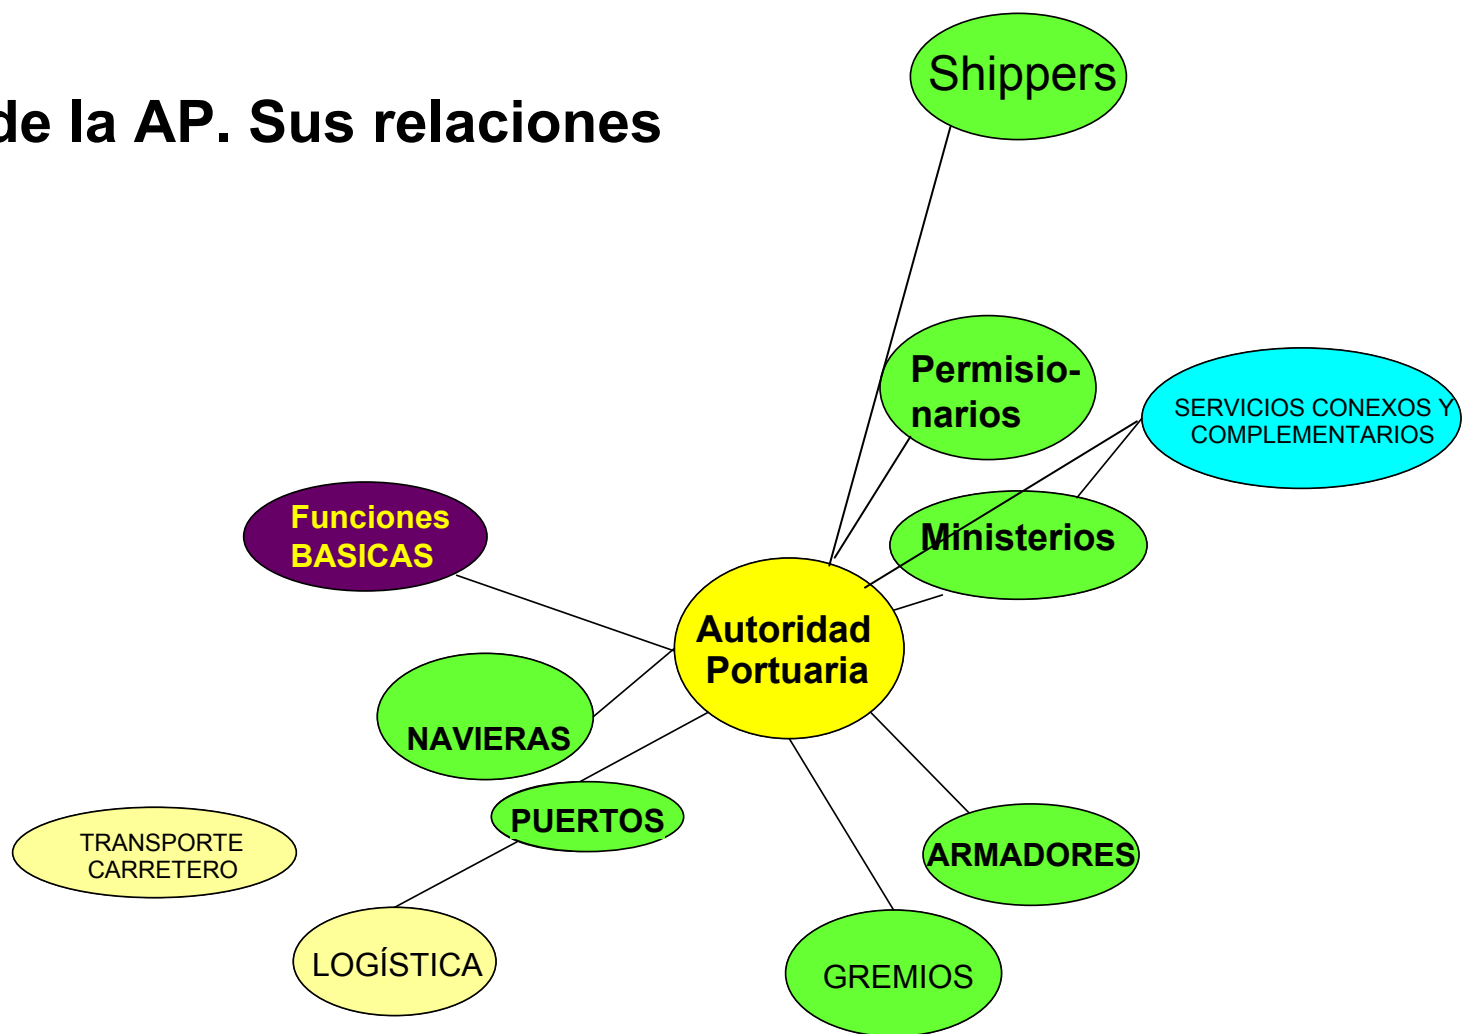 de la AP. Sus relaciones
Shippers
Permisio-
narios
SERVICIOS CONEXOS Y
COMPLEMENTARIOS
Funciones
BASICAS
Ministerios
Autoridad
Portuaria
NAVIERAS
PUERTOS
TRANSPORTE
CARRETERO
ARMADORES
LOGÍSTICA
GREMIOS